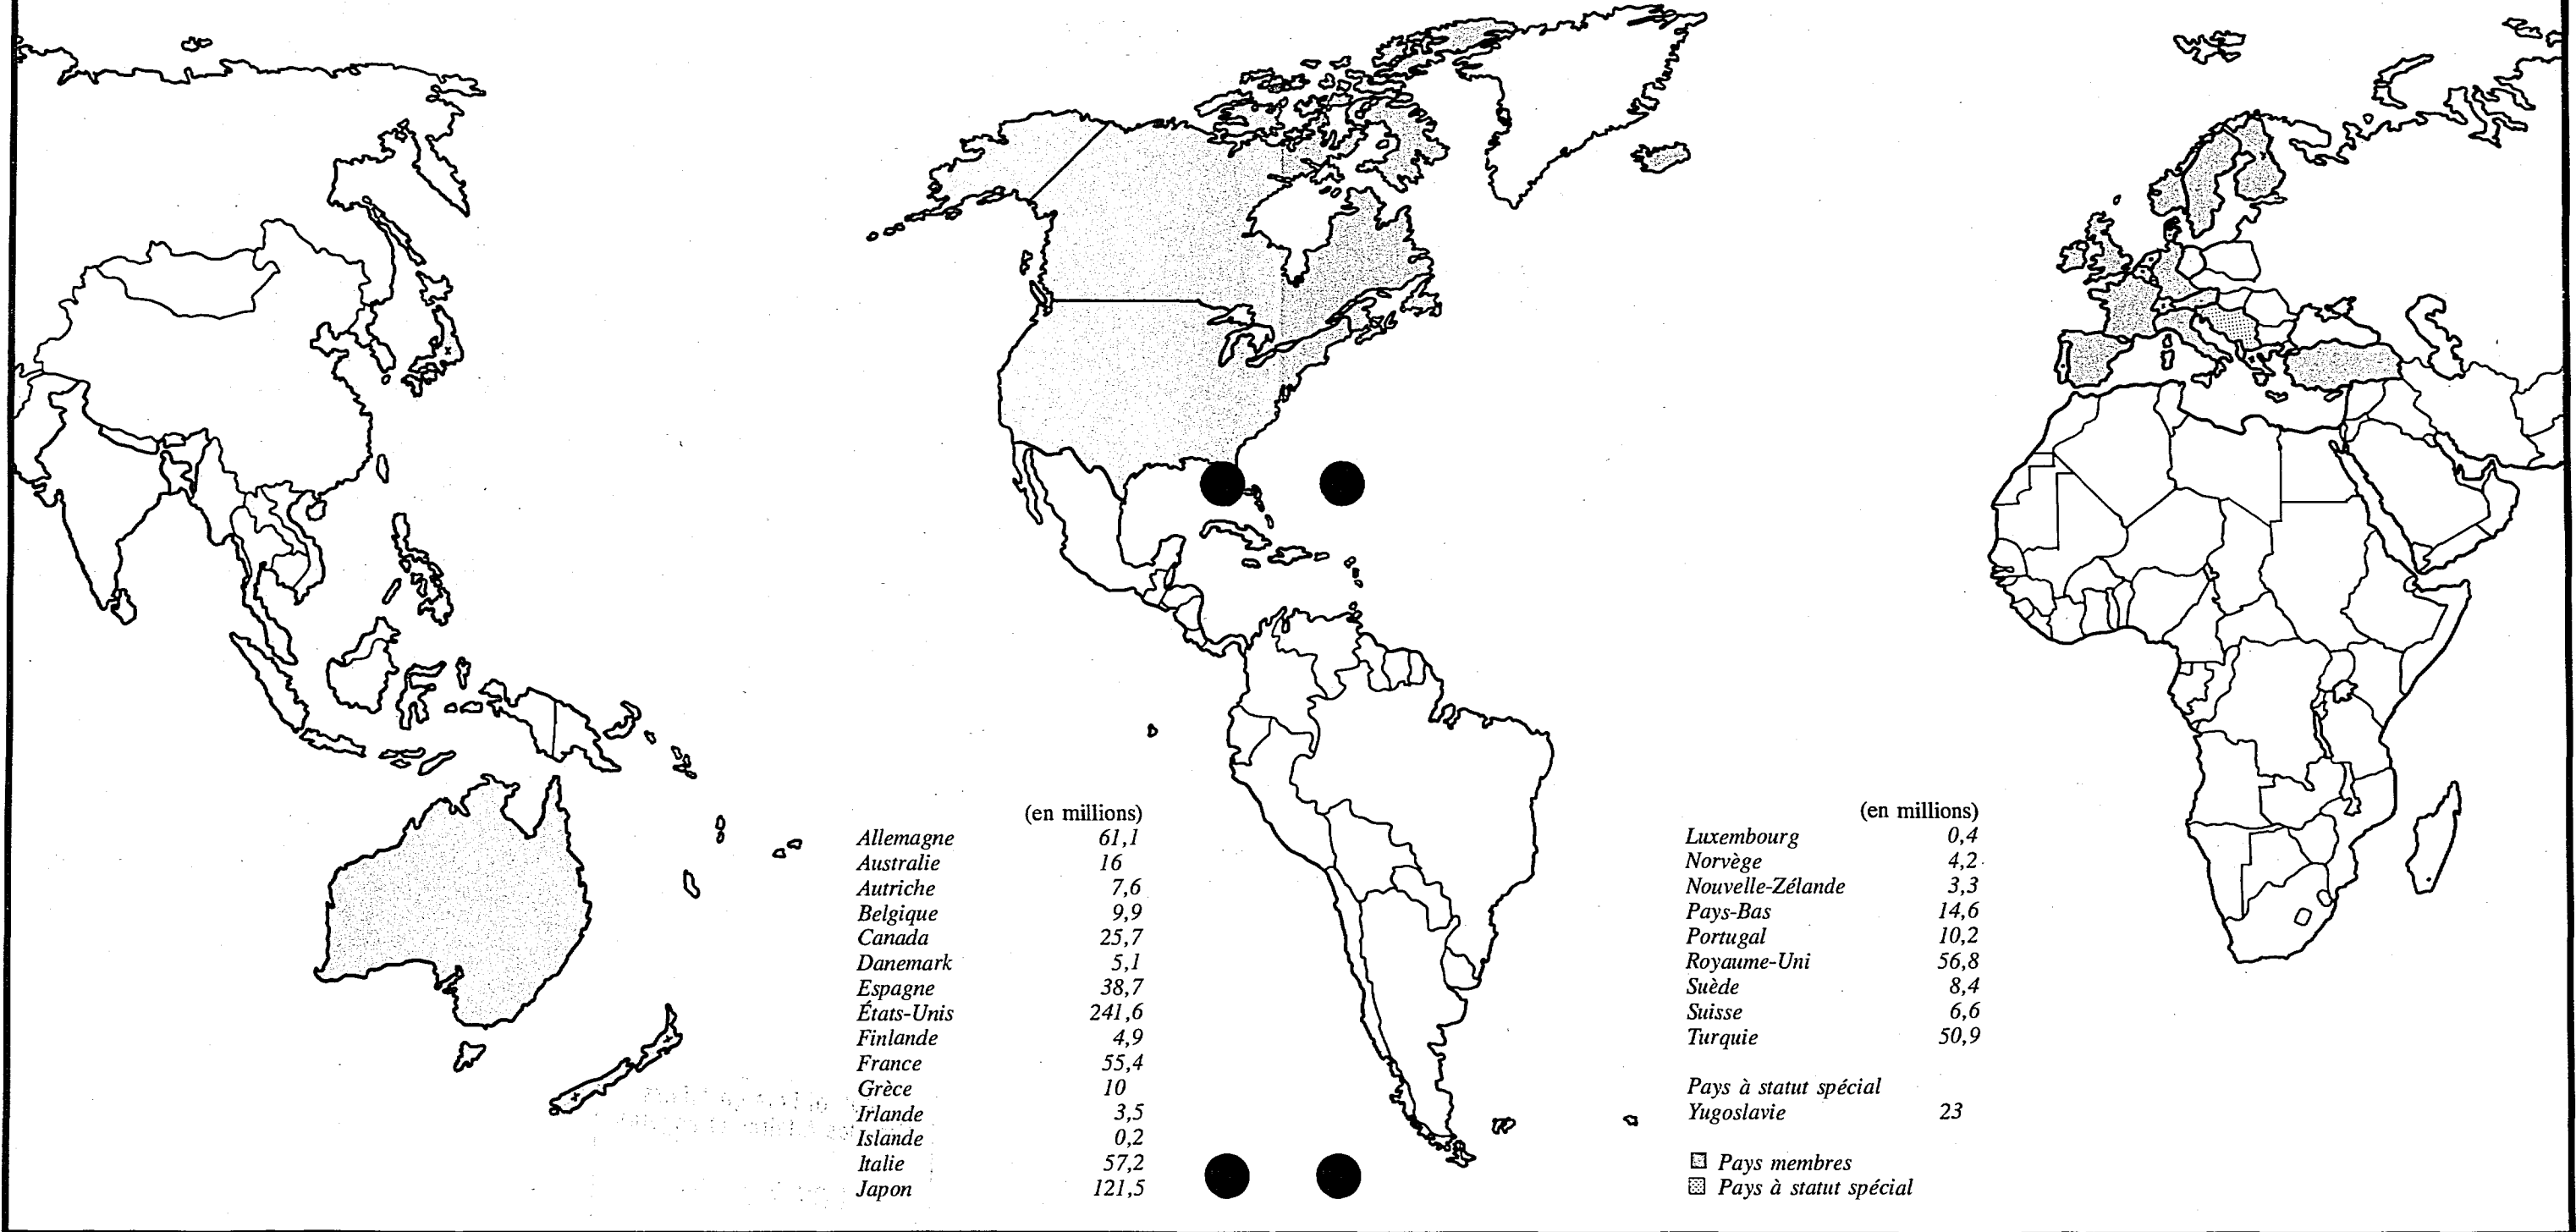 (en millions)
Allemagne 61,1
Australie 16
Autriche 7,6
Belgique 9,9
Canada 25,7
Danemark 5,1
Espagne 38,7
États-Unis 241,6
Finlande 4,9
France 55,4
Grèce 10
Irlande 3,5
Islande 0,2
Italie 57,2
Japon 121,5
(en millions)
Luxembourg 0,4
Norvège 4,2
Nouvelle-Zélande 3,3
Pays-Bas 14,6
Portugal 10,2
Royaume-Uni 56,8
Suède 8,4
Suisse 6,6
Turquie 50,9
Pays à statut spécial
Yugoslavie 23
Pays membres
Pays à statut spécial